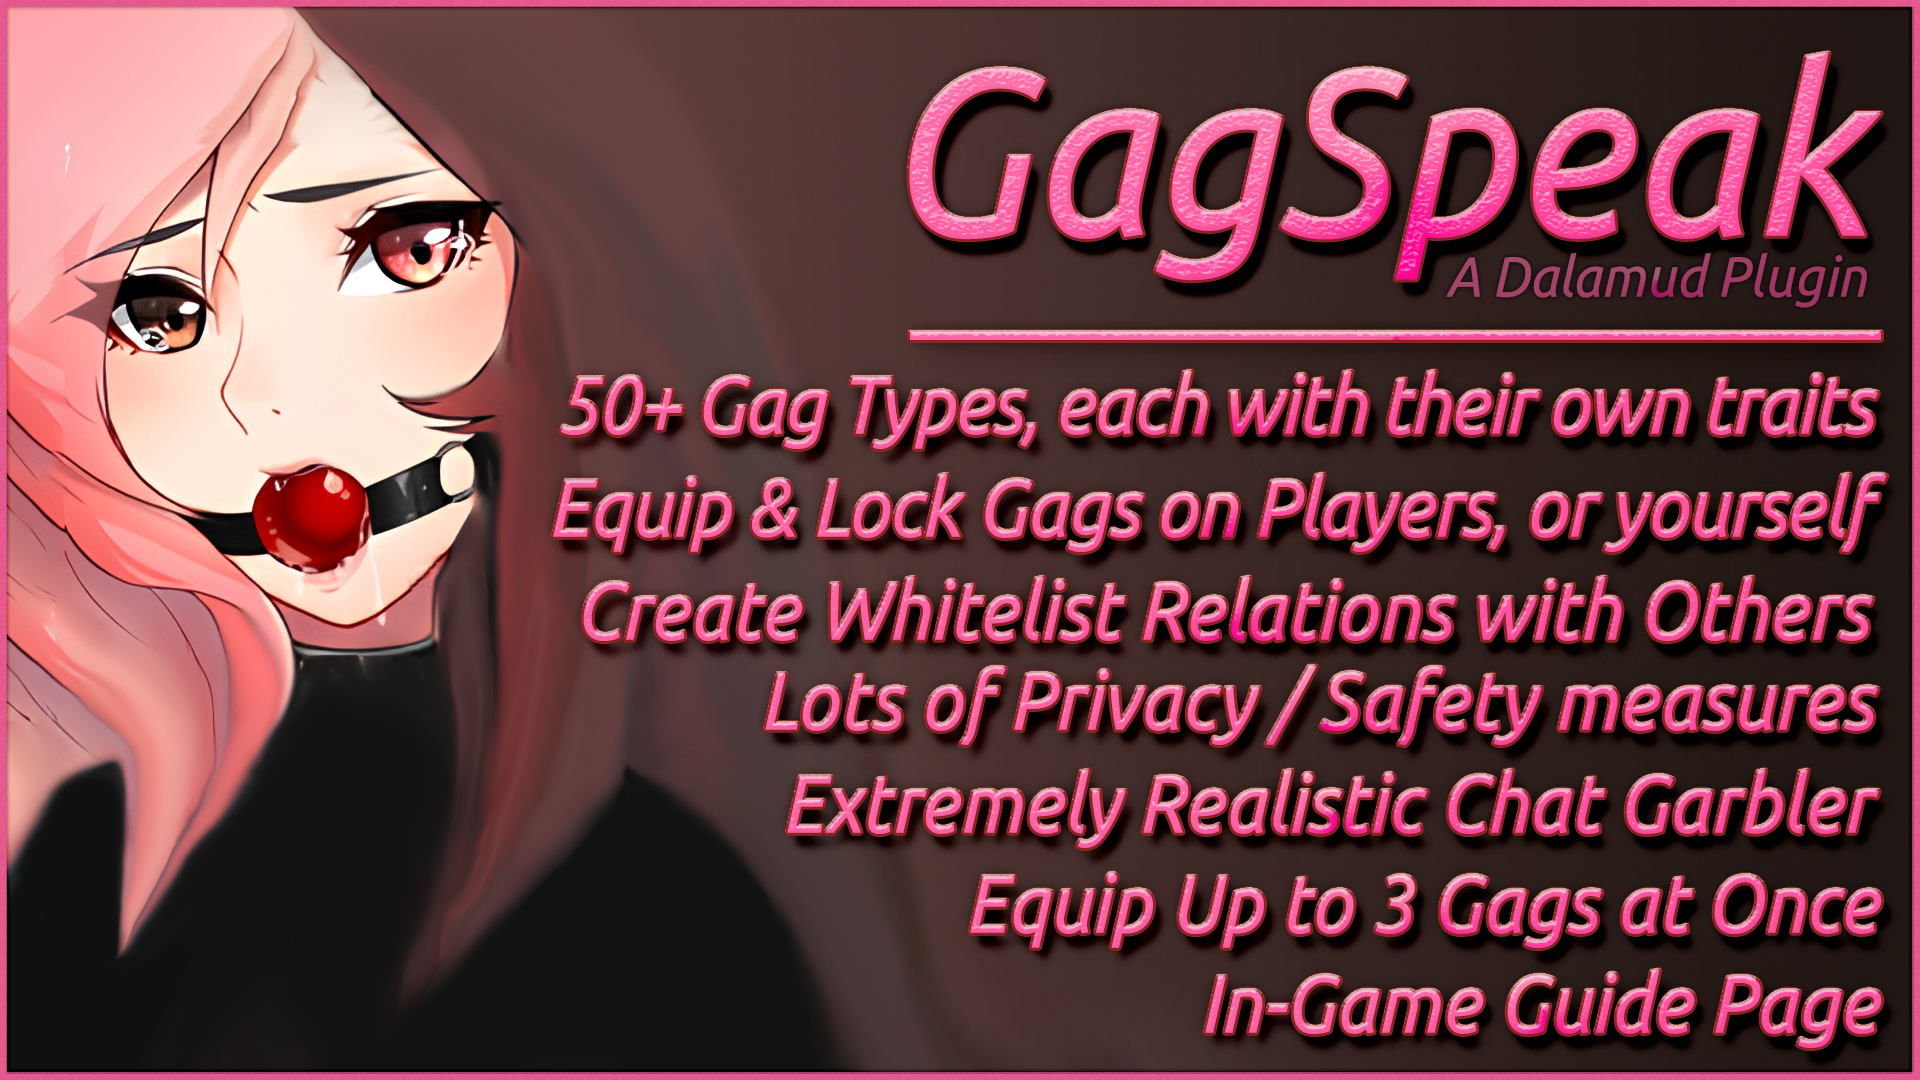 GagSpeak
A Dalamud Plugin
50+ Gag Types, each with their own traits
Equip & Lock Gags on Players, or yourself
Create Whitelist Relations with Others
Lots of Privacy / Safety measures
Extremely Realistic Chat Garbler
Equip Up to 3 Gags at Once
In-Game Guide Page